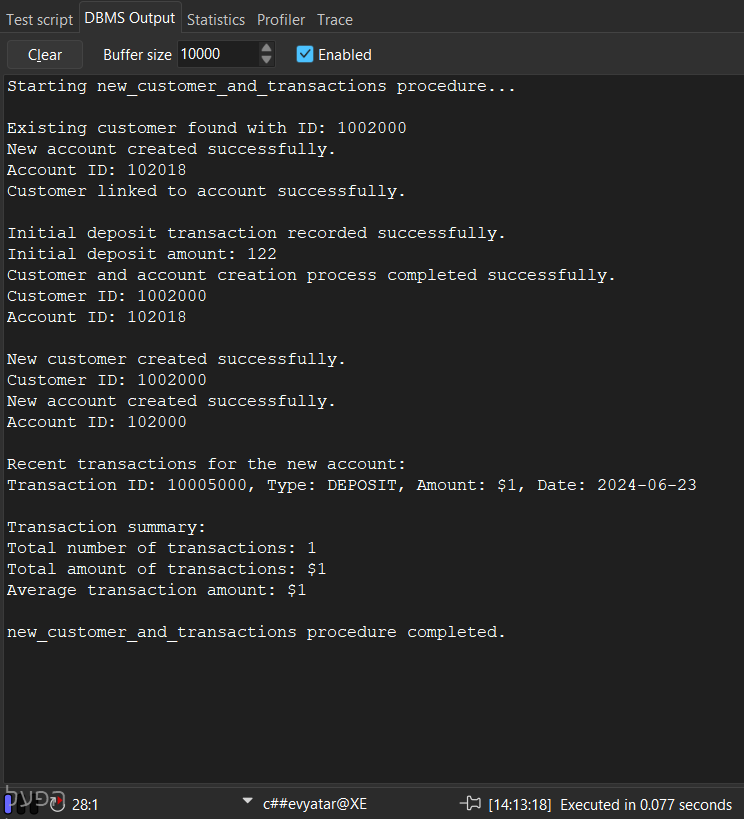 Test script DBMS Output Statistics Profiler Trace
Clear Buffer size 10000 Enabled
Starting new_customer_and_transactions procedure...
Existing customer found with ID: 1002000
New account created successfully.
Account ID: 102018
Customer linked to account successfully.
Initial deposit transaction recorded successfully.
Initial deposit amount: 122
Customer and account creation process completed successfully.
Customer ID: 1002000
Account ID: 102018
New customer created successfully.
Customer ID: 1002000
New account created successfully.
Account ID: 102000
Recent transactions for the new account:
Transaction ID: 10005000, Type: DEPOSIT, Amount: $1, Date: 2024-06-23
Transaction summary:
Total number of transactions: 1
Total amount of transactions: $1
Average transaction amount: $1
new_customer_and_transactions procedure completed.
הפעל 28:1 c##evyatar@XE [14:13:18] Executed in 0.077 seconds